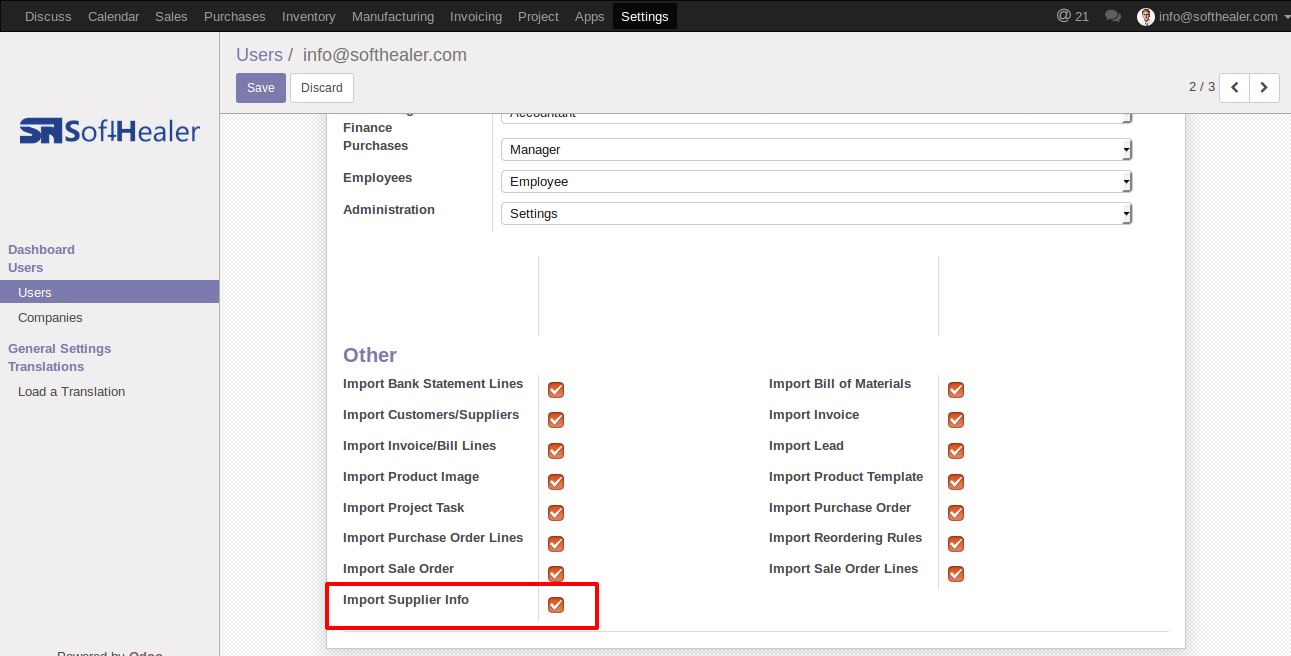 Discuss Calendar Sales Purchases Inventory Manufacturing Invoicing Project Apps Settings @ 21 info@softhealer.com
Users / info@softhealer.com
Save Discard
2 / 3
SoftHealer
Dashboard
Users
Users
Companies
General Settings
Translations
Load a Translation
Powered by Odoo
Accountant
Finance
Purchases Manager
Employees Employee
Administration Settings
Other
Import Bank Statement Lines Import Bill of Materials
Import Customers/Suppliers Import Invoice
Import Invoice/Bill Lines Import Lead
Import Product Image Import Product Template
Import Project Task Import Purchase Order
Import Purchase Order Lines Import Reordering Rules
Import Sale Order Import Sale Order Lines
Import Supplier Info